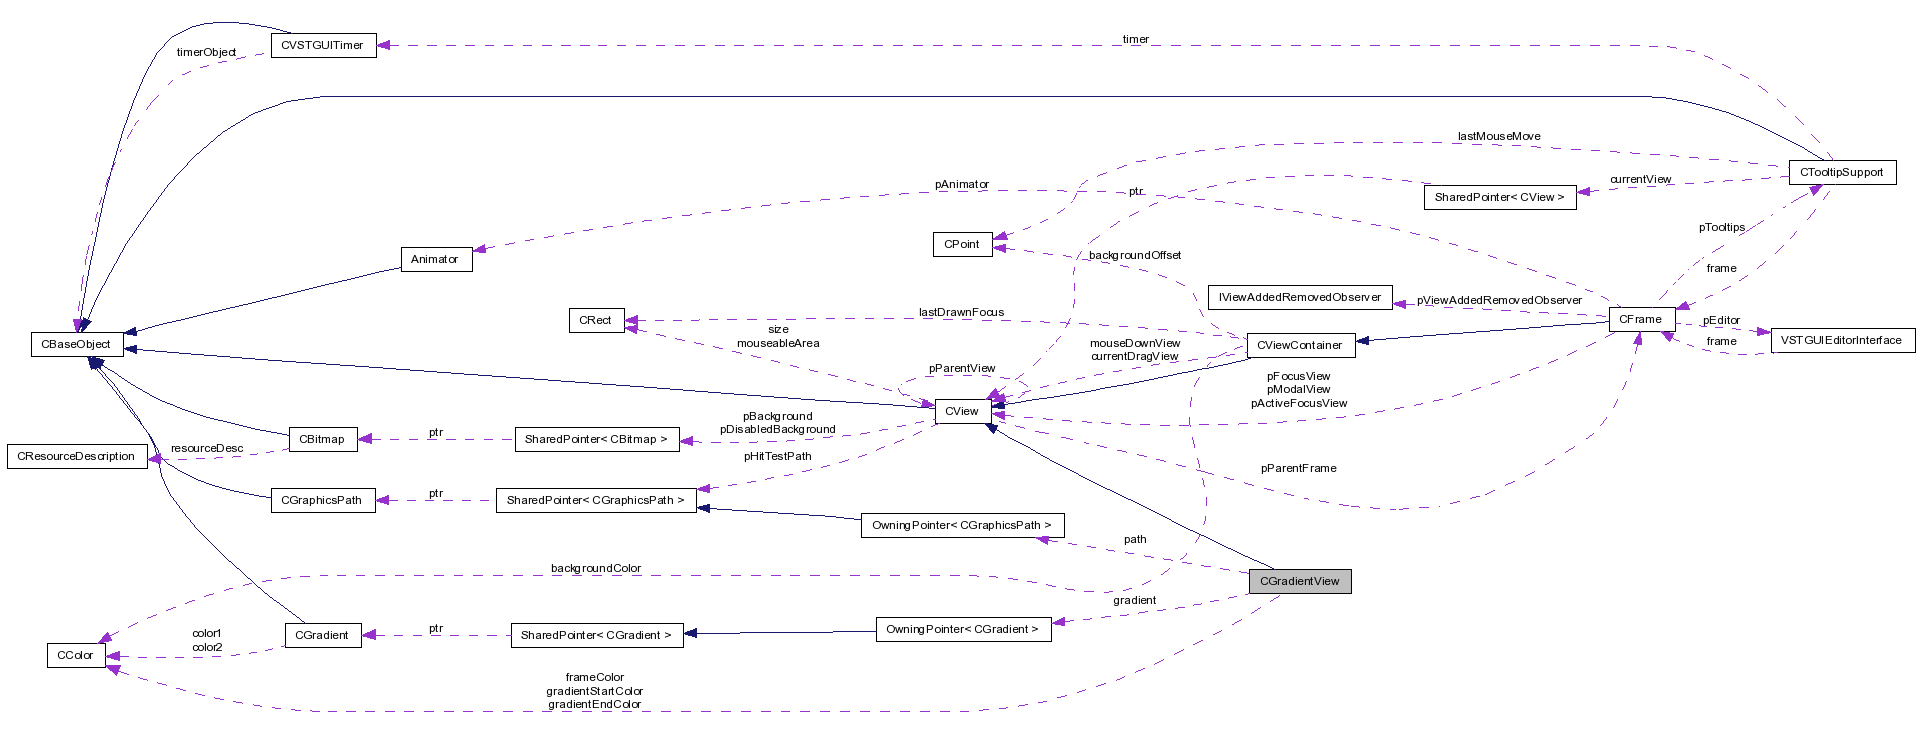 timer
CVSTGUITimer
timerObject
lastMouseMove
CTooltipSupport
currentView
pAnimator
ptr
SharedPointer< CView >
pTooltips
CPoint
backgroundOffset
Animator
frame
IViewAddedRemovedObserver
pViewAddedRemovedObserver
lastDrawnFocus
CRect
CFrame
pEditor
size
mouseableArea
CBaseObject
mouseDownView
currentDragView
CViewContainer
frame
VSTGUIEditorInterface
pParentView
pFocusView
pModalView
pActiveFocusView
CView
pBackground
pDisabledBackground
CBitmap
ptr
SharedPointer< CBitmap >
resourceDesc
CResourceDescription
pHitTestPath
pParentFrame
CGraphicsPath
ptr
SharedPointer< CGraphicsPath >
OwningPointer< CGraphicsPath >
path
backgroundColor
CGradientView
gradient
color1
color2
CGradient
ptr
SharedPointer< CGradient >
OwningPointer< CGradient >
CColor
frameColor
gradientStartColor
gradientEndColor